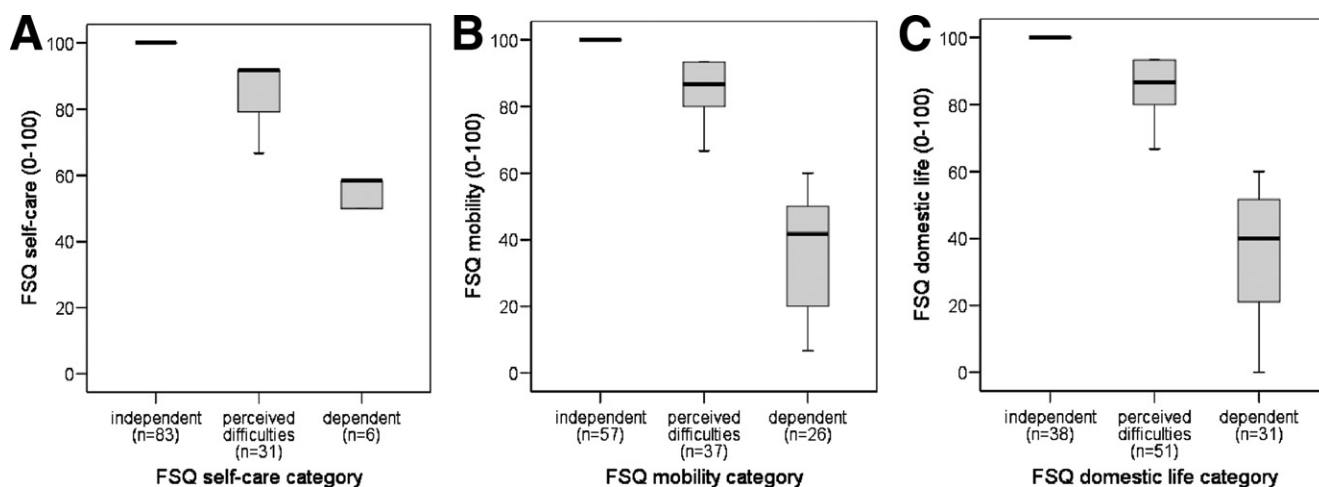 A
FSQ self-care (0-100)
100
80
60
40
20
0
independent
(n=83)
perceived
difficulties
(n=31)
dependent
(n=6)
FSQ self-care category
B
FSQ mobility (0-100)
100
80
60
40
20
0
independent
(n=57)
perceived
difficulties
(n=37)
dependent
(n=26)
FSQ mobility category
C
FSQ domestic life (0-100)
100
80
60
40
20
0
independent
(n=38)
perceived
difficulties
(n=51)
dependent
(n=31)
FSQ domestic life category